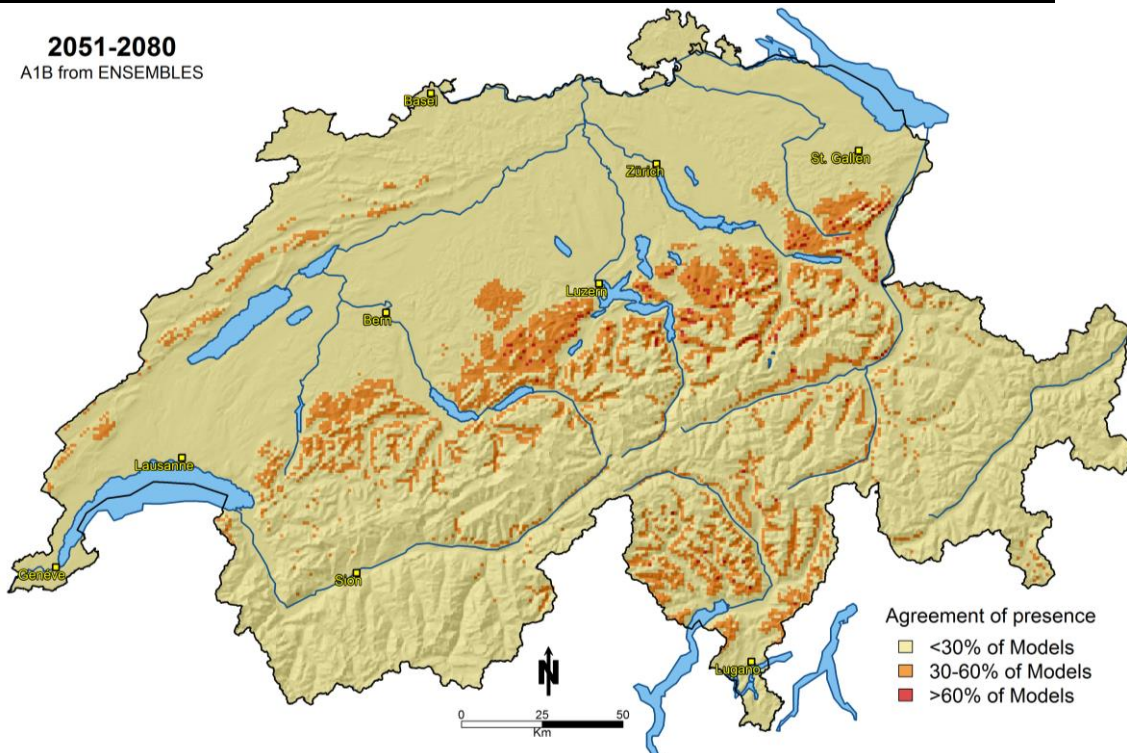 2051-2080
A1B from ENSEMBLES
Basel
St. Gallen
Zürich
Luzern
Bern
Lausanne
Genève
Sion
Lugano
N
0 25 50
Km
Agreement of presence
<30% of Models
30-60% of Models
>60% of Models